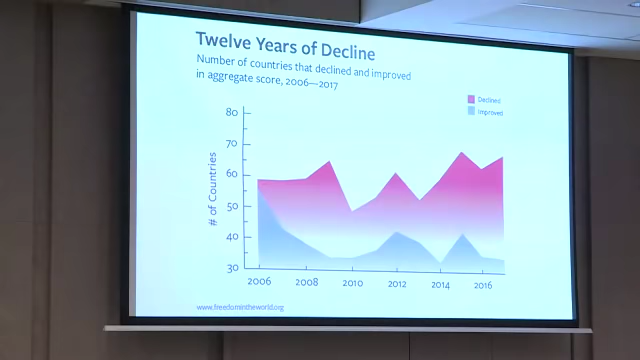 Twelve Years of Decline
Number of countries that declined and improved
in aggregate score, 2006—2017
Declined
Improved
# of Countries
80
70
60
50
40
30
2006
2008
2010
2012
2014
2016
www.freedomintheworld.org